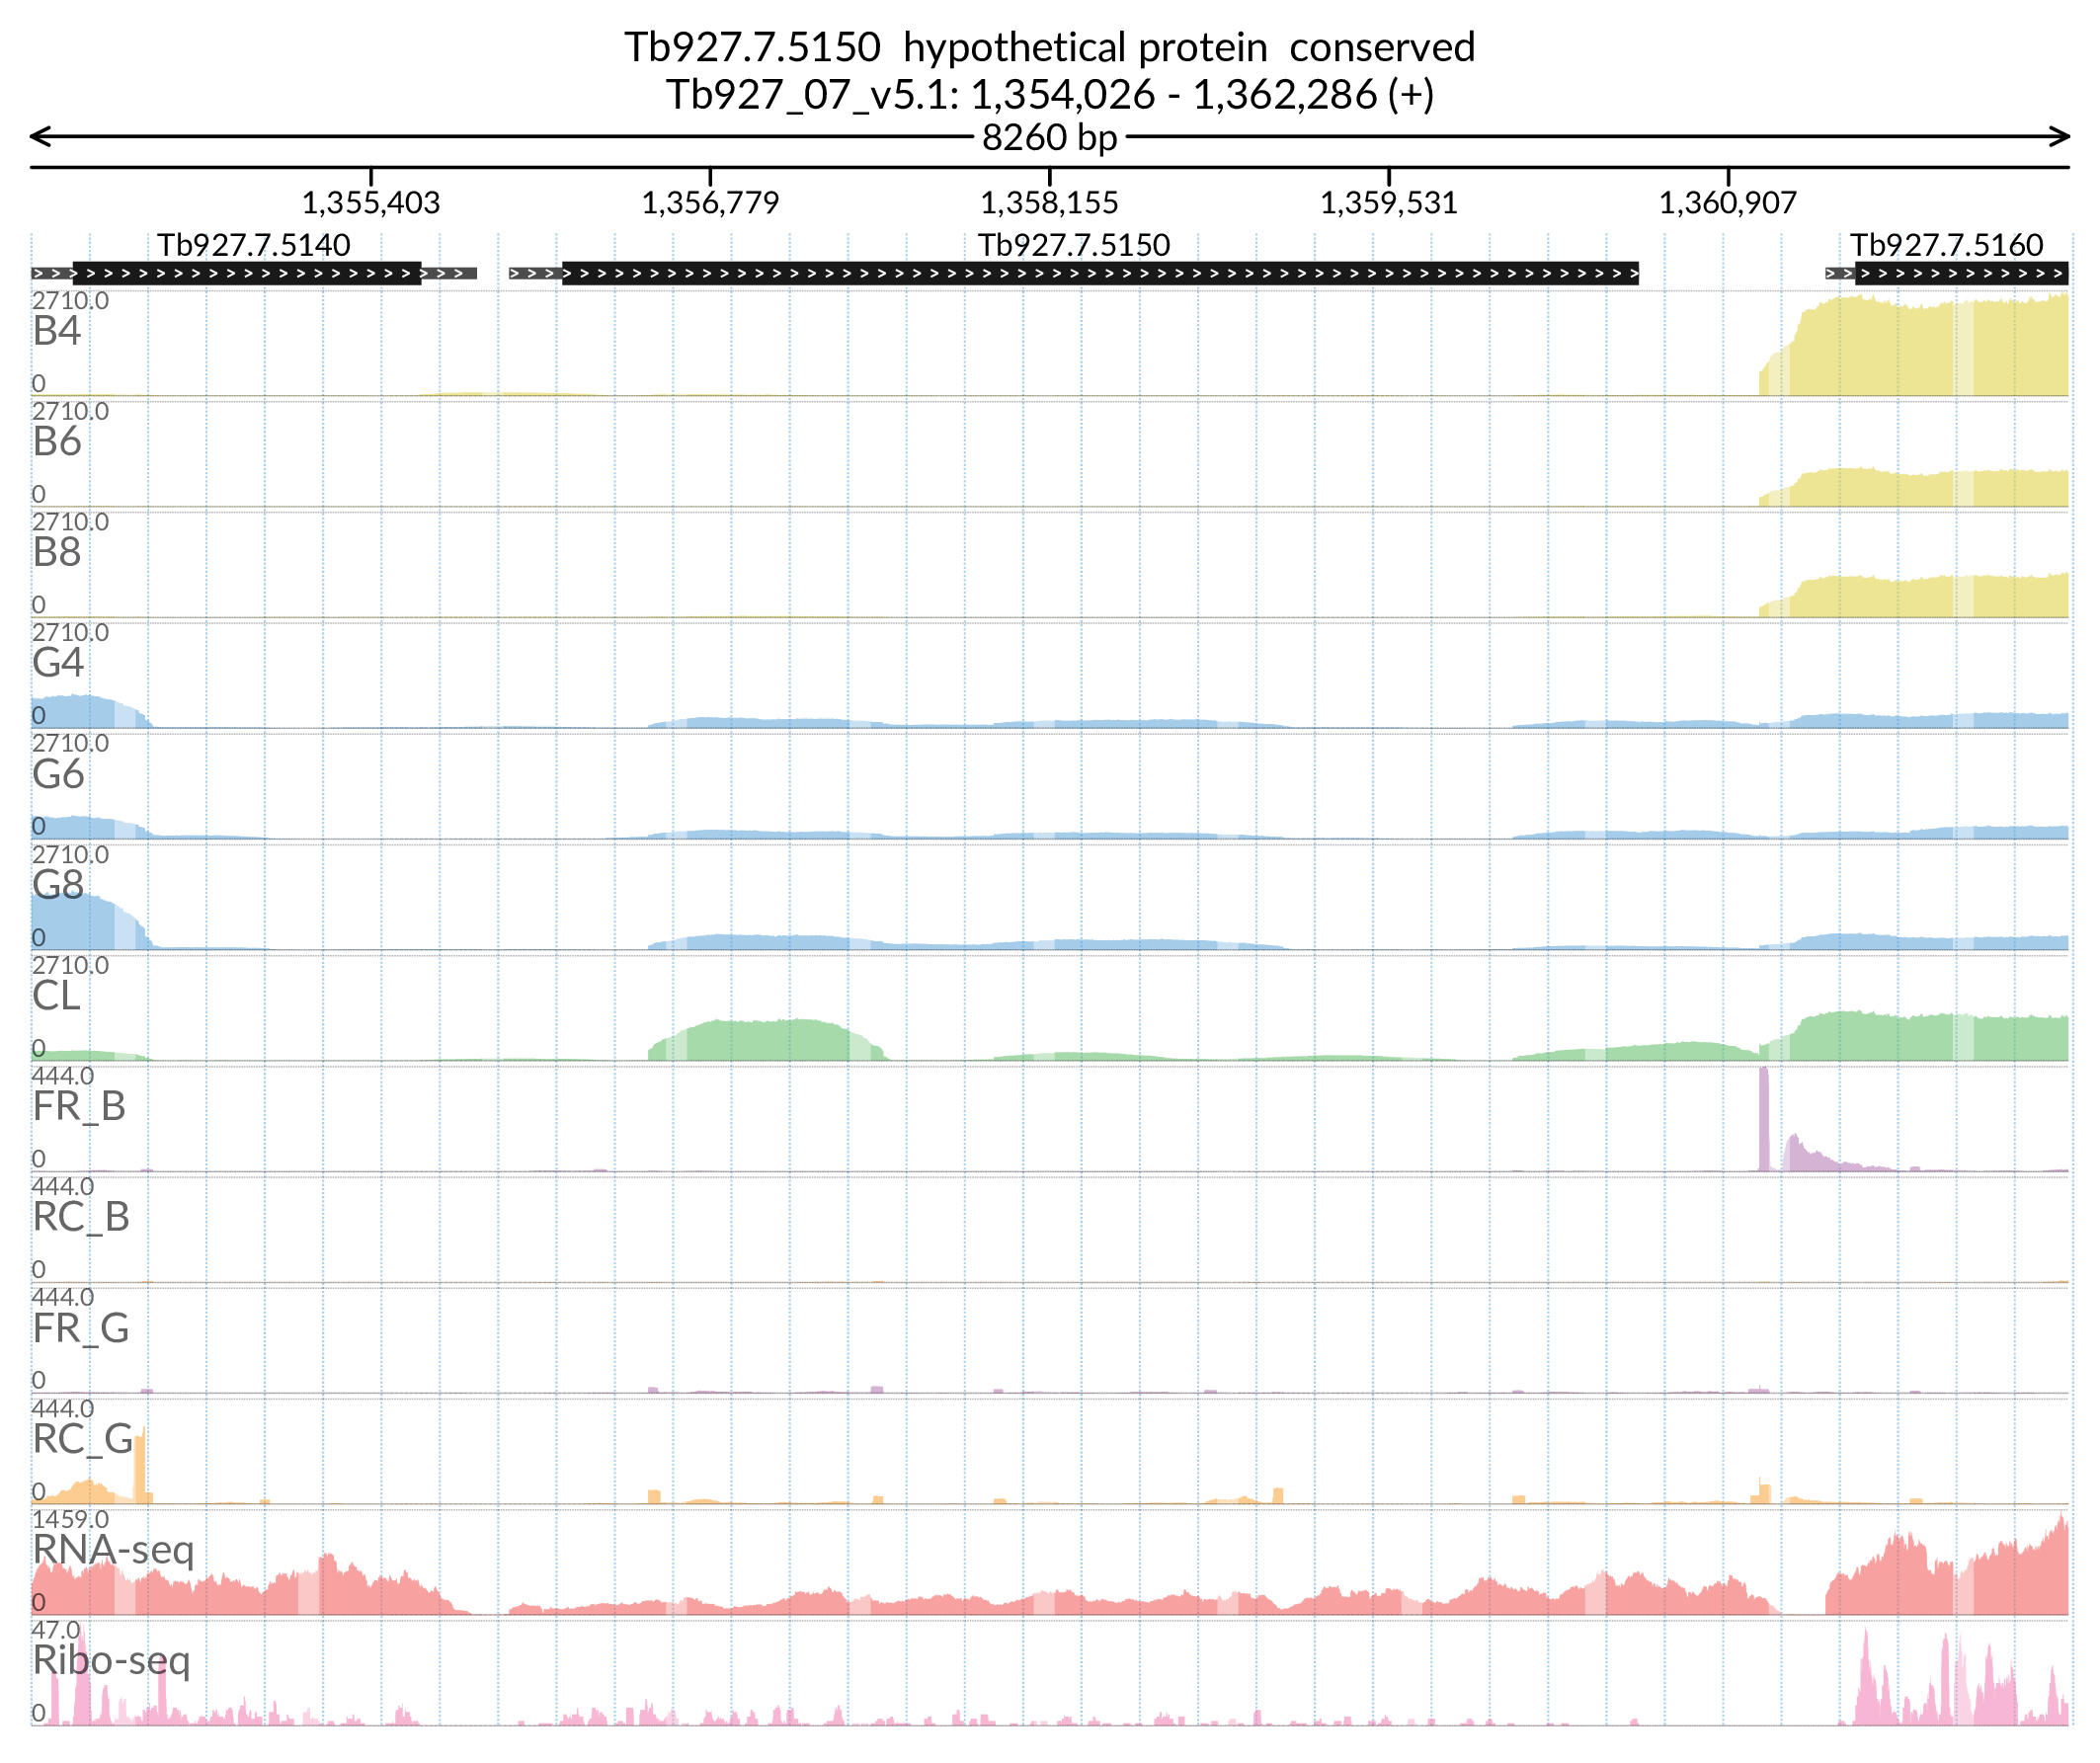 Tb927.7.5150 hypothetical protein conserved
Tb927_07_v5.1: 1,354,026 - 1,362,286 (+)
8260 bp
1,355,403 1,356,779 1,358,155 1,359,531 1,360,907
Tb927.7.5140 Tb927.7.5150 Tb927.7.5160
2710.0
B4
0
2710.0
B6
0
2710.0
B8
0
2710.0
G4
0
2710.0
G6
0
2710.0
G8
0
2710.0
CL
0
444.0
FR_B
0
444.0
RC_B
0
444.0
FR_G
0
444.0
RC_G
0
1459.0
RNA-seq
0
47.0
Ribo-seq
0